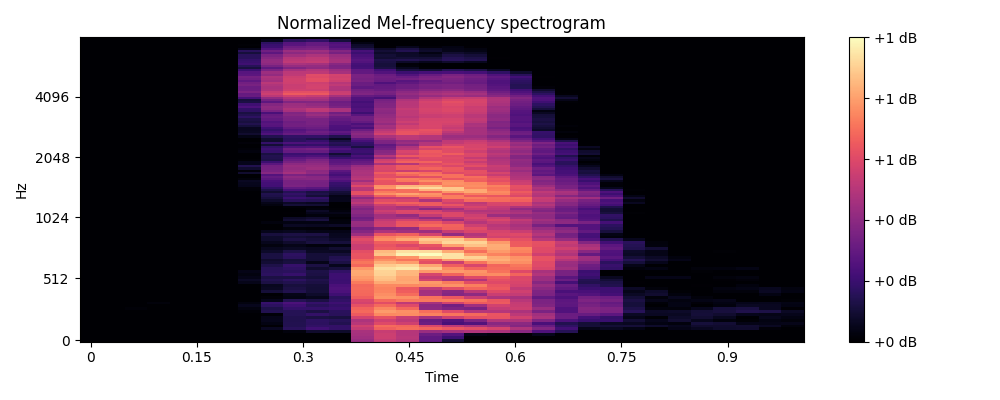 Normalized Mel-frequency spectrogram
Hz
4096
2048
1024
512
0
0 0.15 0.3 0.45 0.6 0.75 0.9
Time
+1 dB
+1 dB
+1 dB
+0 dB
+0 dB
+0 dB